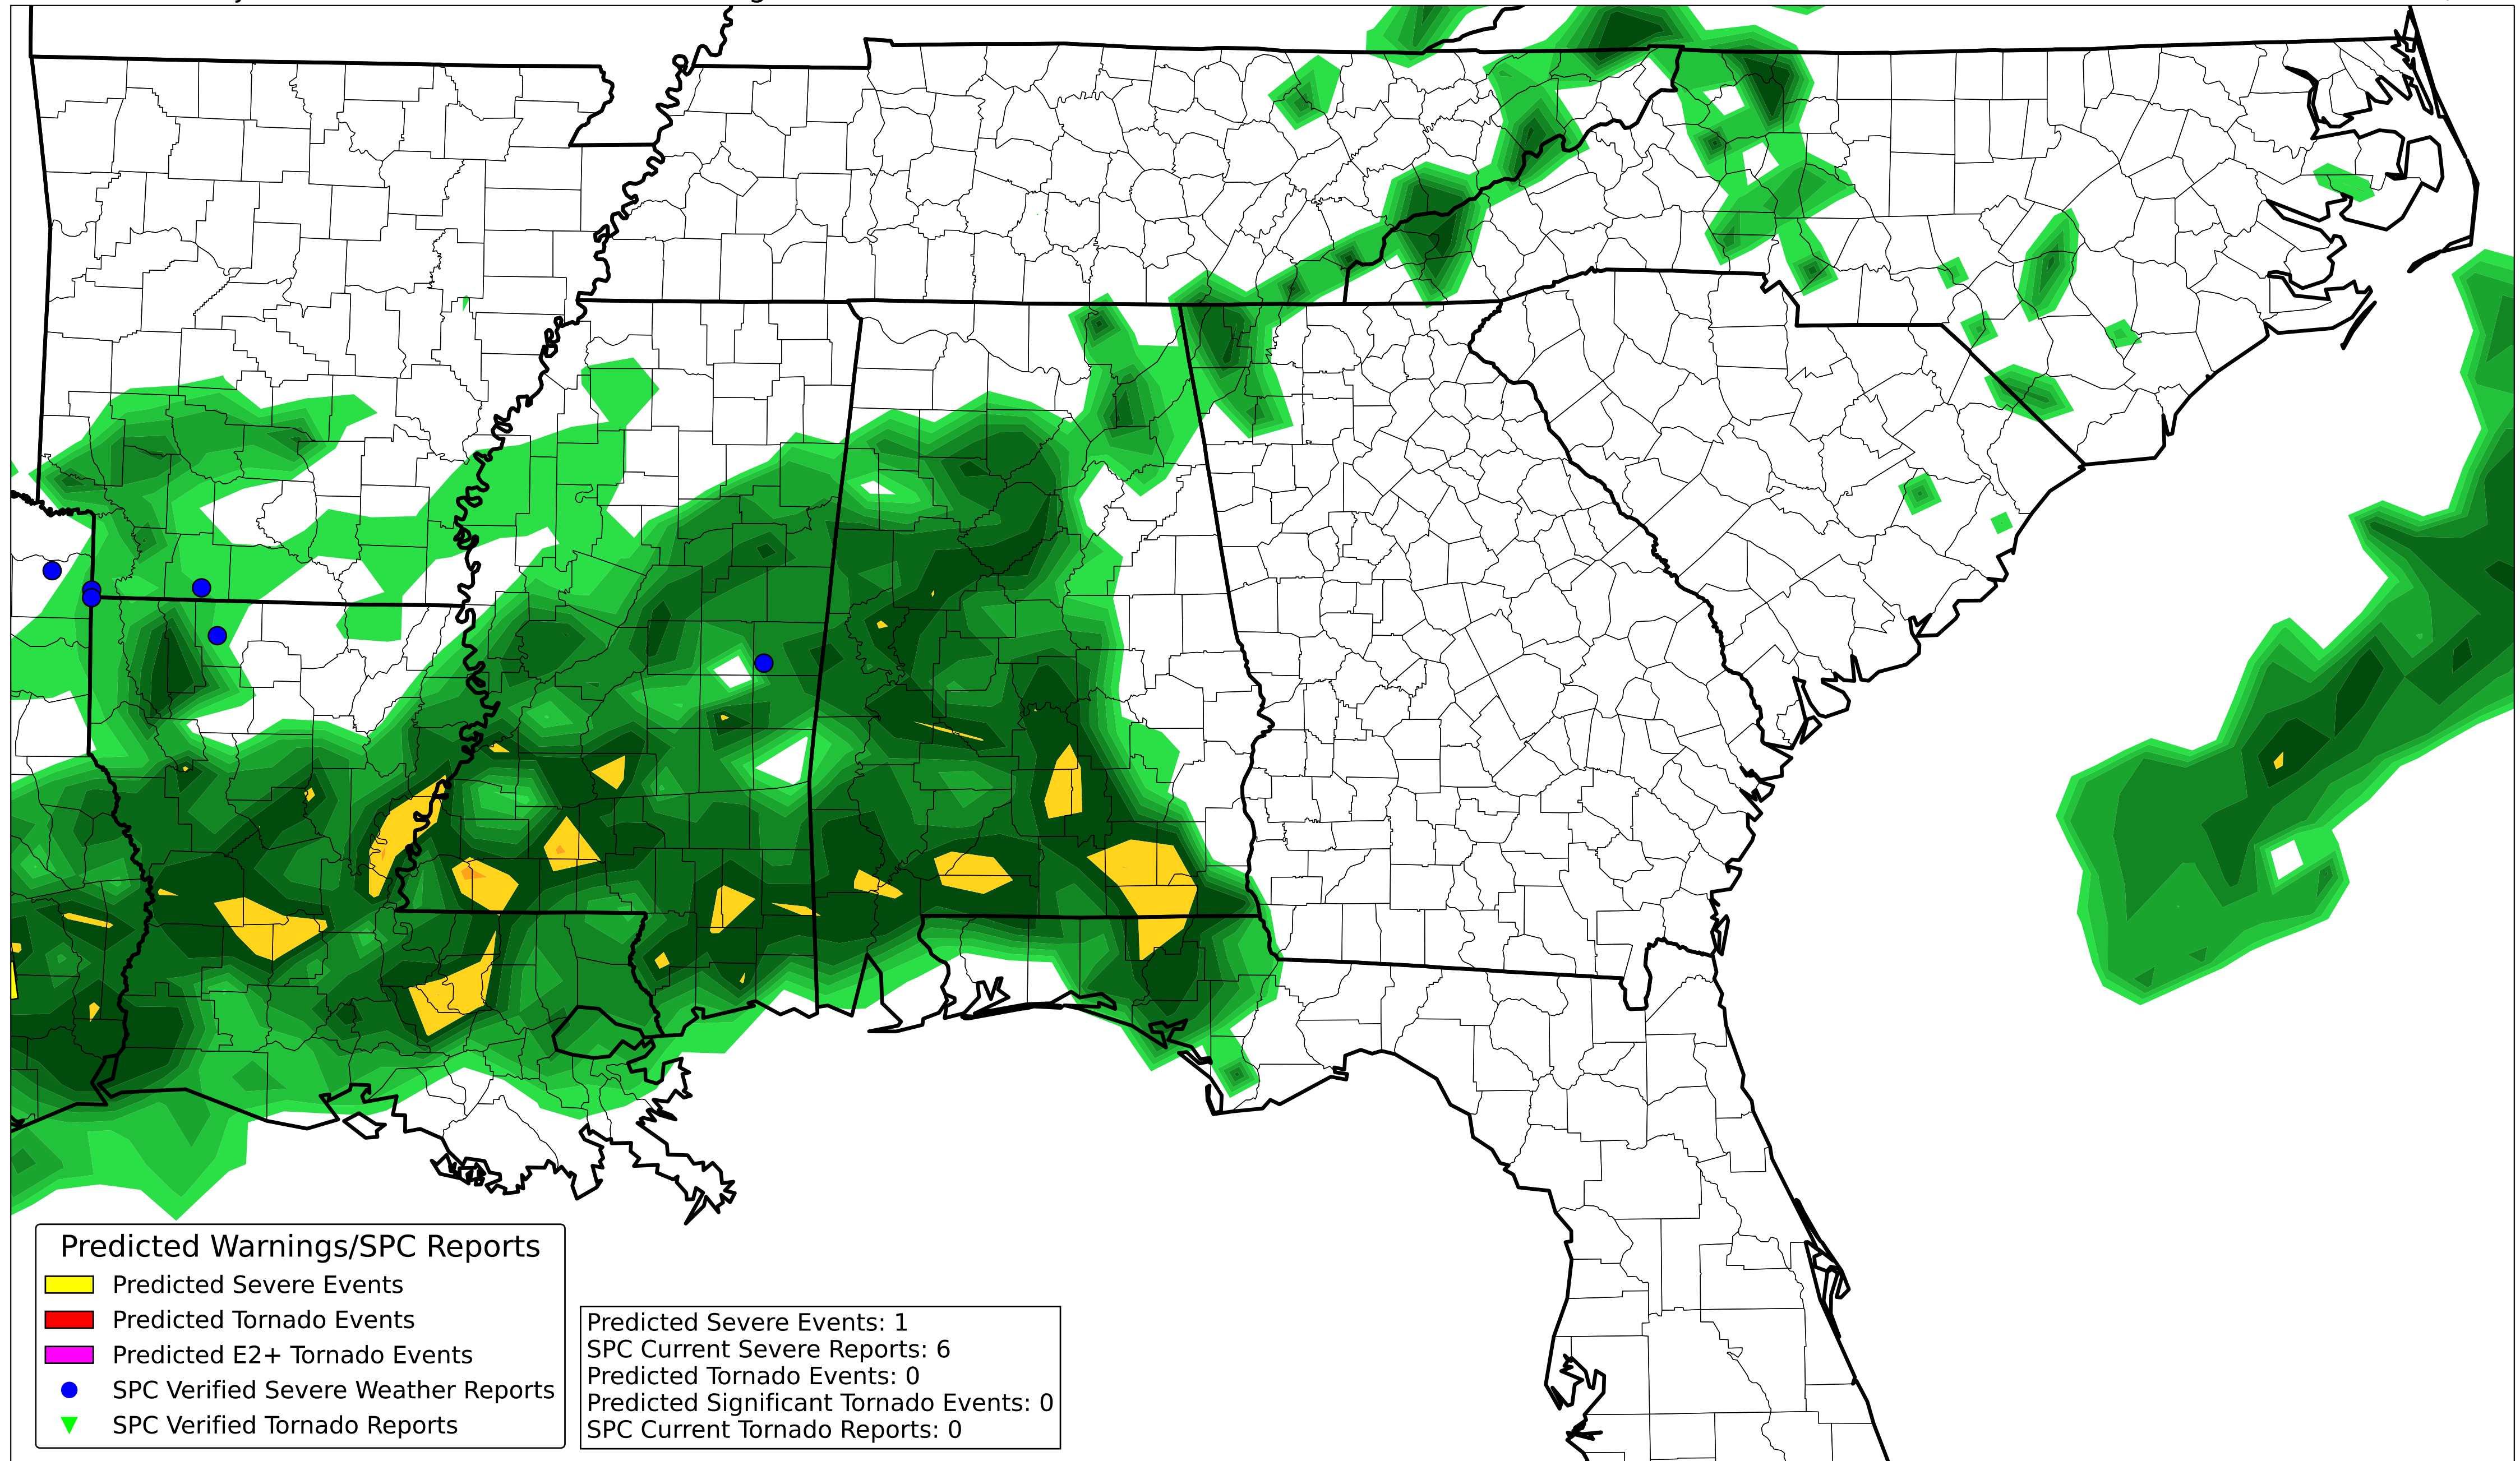 Predicted Warnings/SPC Reports
Predicted Severe Events
Predicted Tornado Events
Predicted E2+ Tornado Events
SPC Verified Severe Weather Reports
SPC Verified Tornado Reports
Predicted Severe Events: 1
SPC Current Severe Reports: 6
Predicted Tornado Events: 0
Predicted Significant Tornado Events: 0
SPC Current Tornado Reports: 0